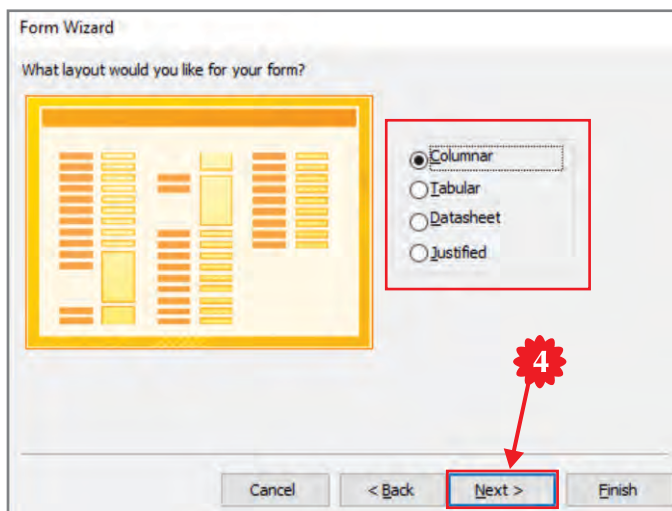 Form Wizard
What layout would you like for your form?
Columnar
Tabular
Datasheet
Justified
4
Cancel
< Back
Next >
Finish